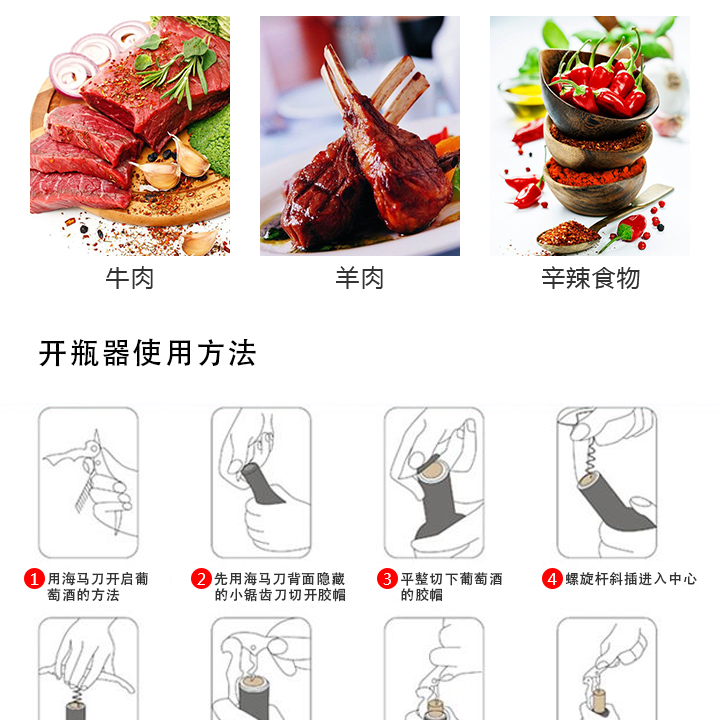 牛肉
羊肉
辛辣食物
开瓶器使用方法
1 用海马刀开启葡
萄酒的方法
2 先用海马刀背面隐藏
的小锯齿刀切开胶帽
3 平整切下葡萄酒
的胶帽
4 螺旋杆斜插进入中心